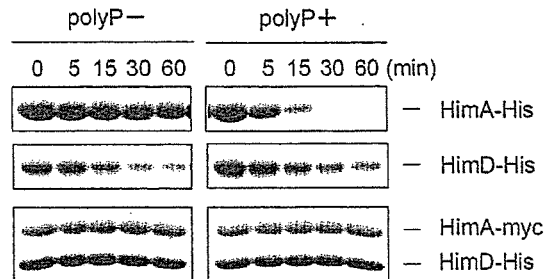 polyP− polyP+
0 5 15 30 60 0 5 15 30 60 (min)
— HimA-His
— HimD-His
— HimA-myc
— HimD-His